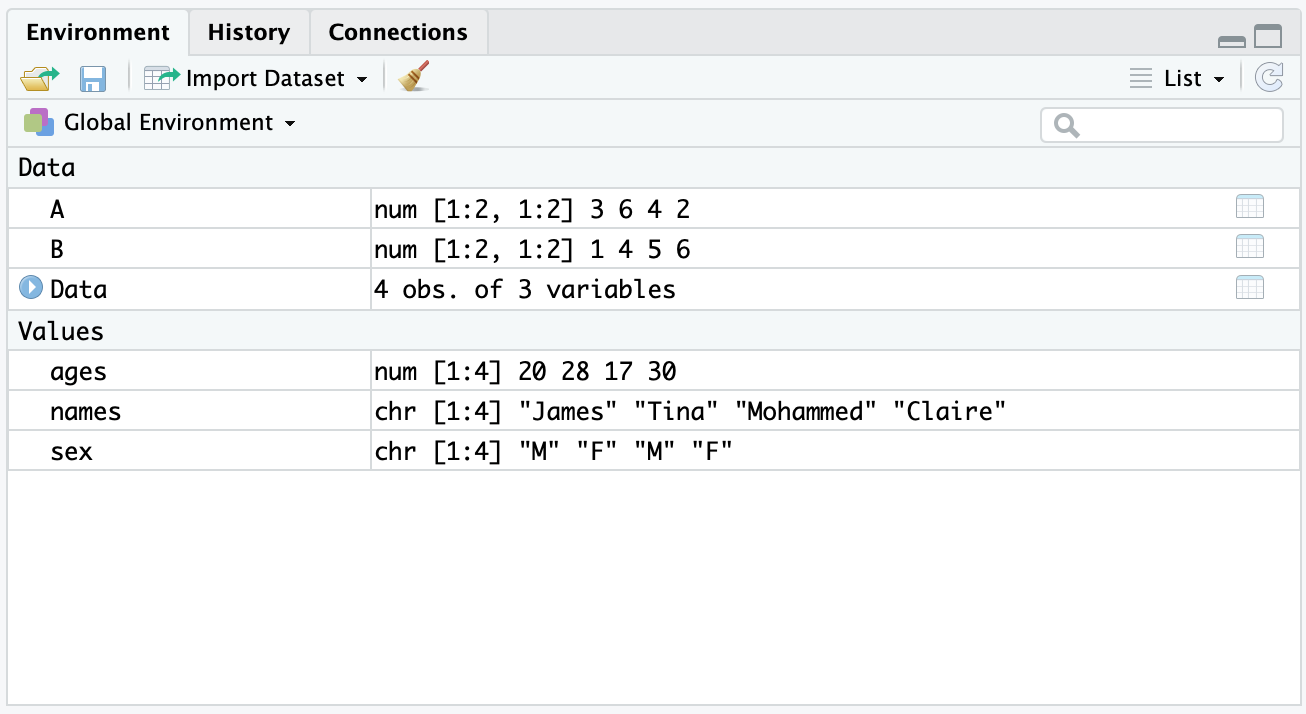 Environment History Connections
Import Dataset List
Global Environment
Data
A num [1:2, 1:2] 3 6 4 2
B num [1:2, 1:2] 1 4 5 6
Data 4 obs. of 3 variables
Values
ages num [1:4] 20 28 17 30
names chr [1:4] "James" "Tina" "Mohammed" "Claire"
sex chr [1:4] "M" "F" "M" "F"